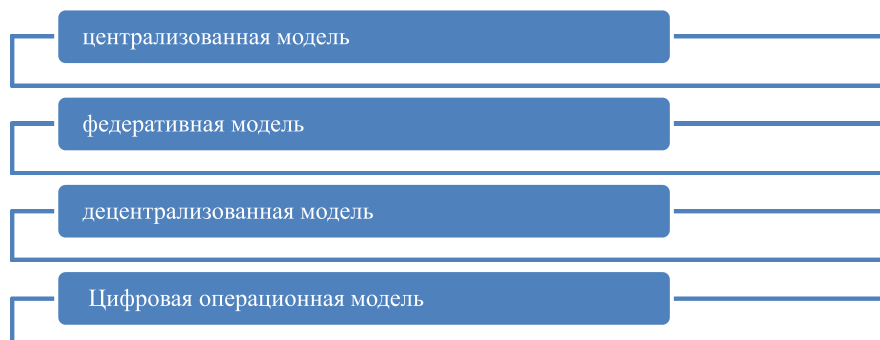 централизованная модель
федеративная модель
децентрализованная модель
Цифровая операционная модель